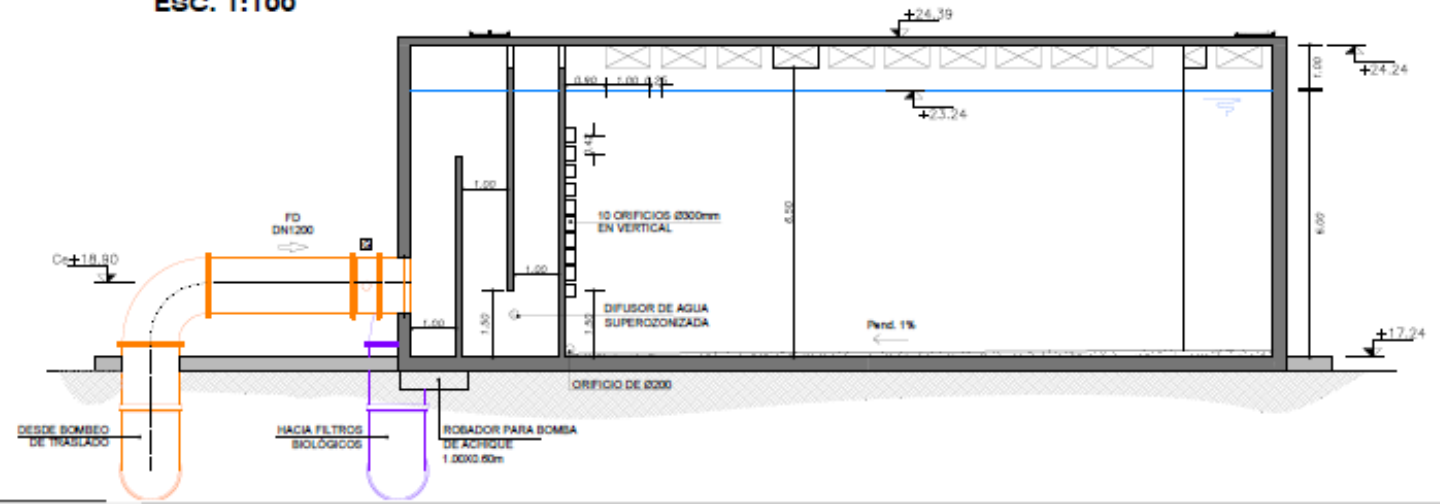 ESC. 1:100
+24.39
+24.24
1.00
0.90
1.00
+23.24
0.42
1.00
6.50
6.00
10 ORIFICIOS Ø300mm
EN VERTICAL
FD
DN1200
Ce+18.90
1.00
DIFUSOR DE AGUA
SUPEROZONIZADA
1.50
1.50
1.00
Pend. 1%
+17.24
ORIFICIO DE Ø200
DESDE BOMBEO
DE TRASLADO
HACIA FILTROS
BIOLÓGICOS
ROBADOR PARA BOMBA
DE ACHIQUE
1.00X0.60m